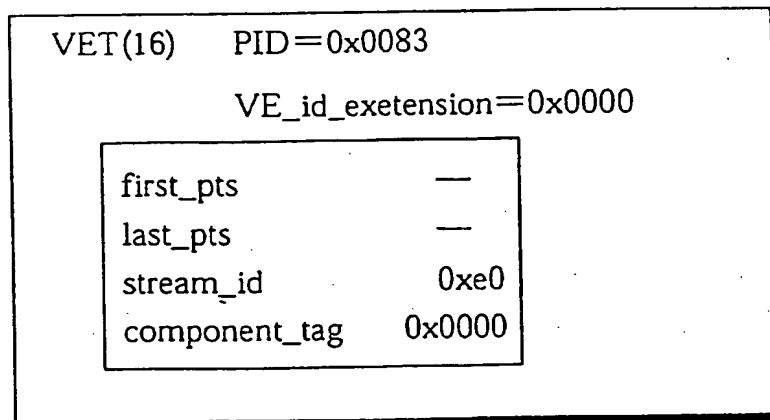 VET(16) PID=0x0083
VE_id_exetension=0x0000
first_pts —
last_pts —
stream_id 0xe0
component_tag 0x0000